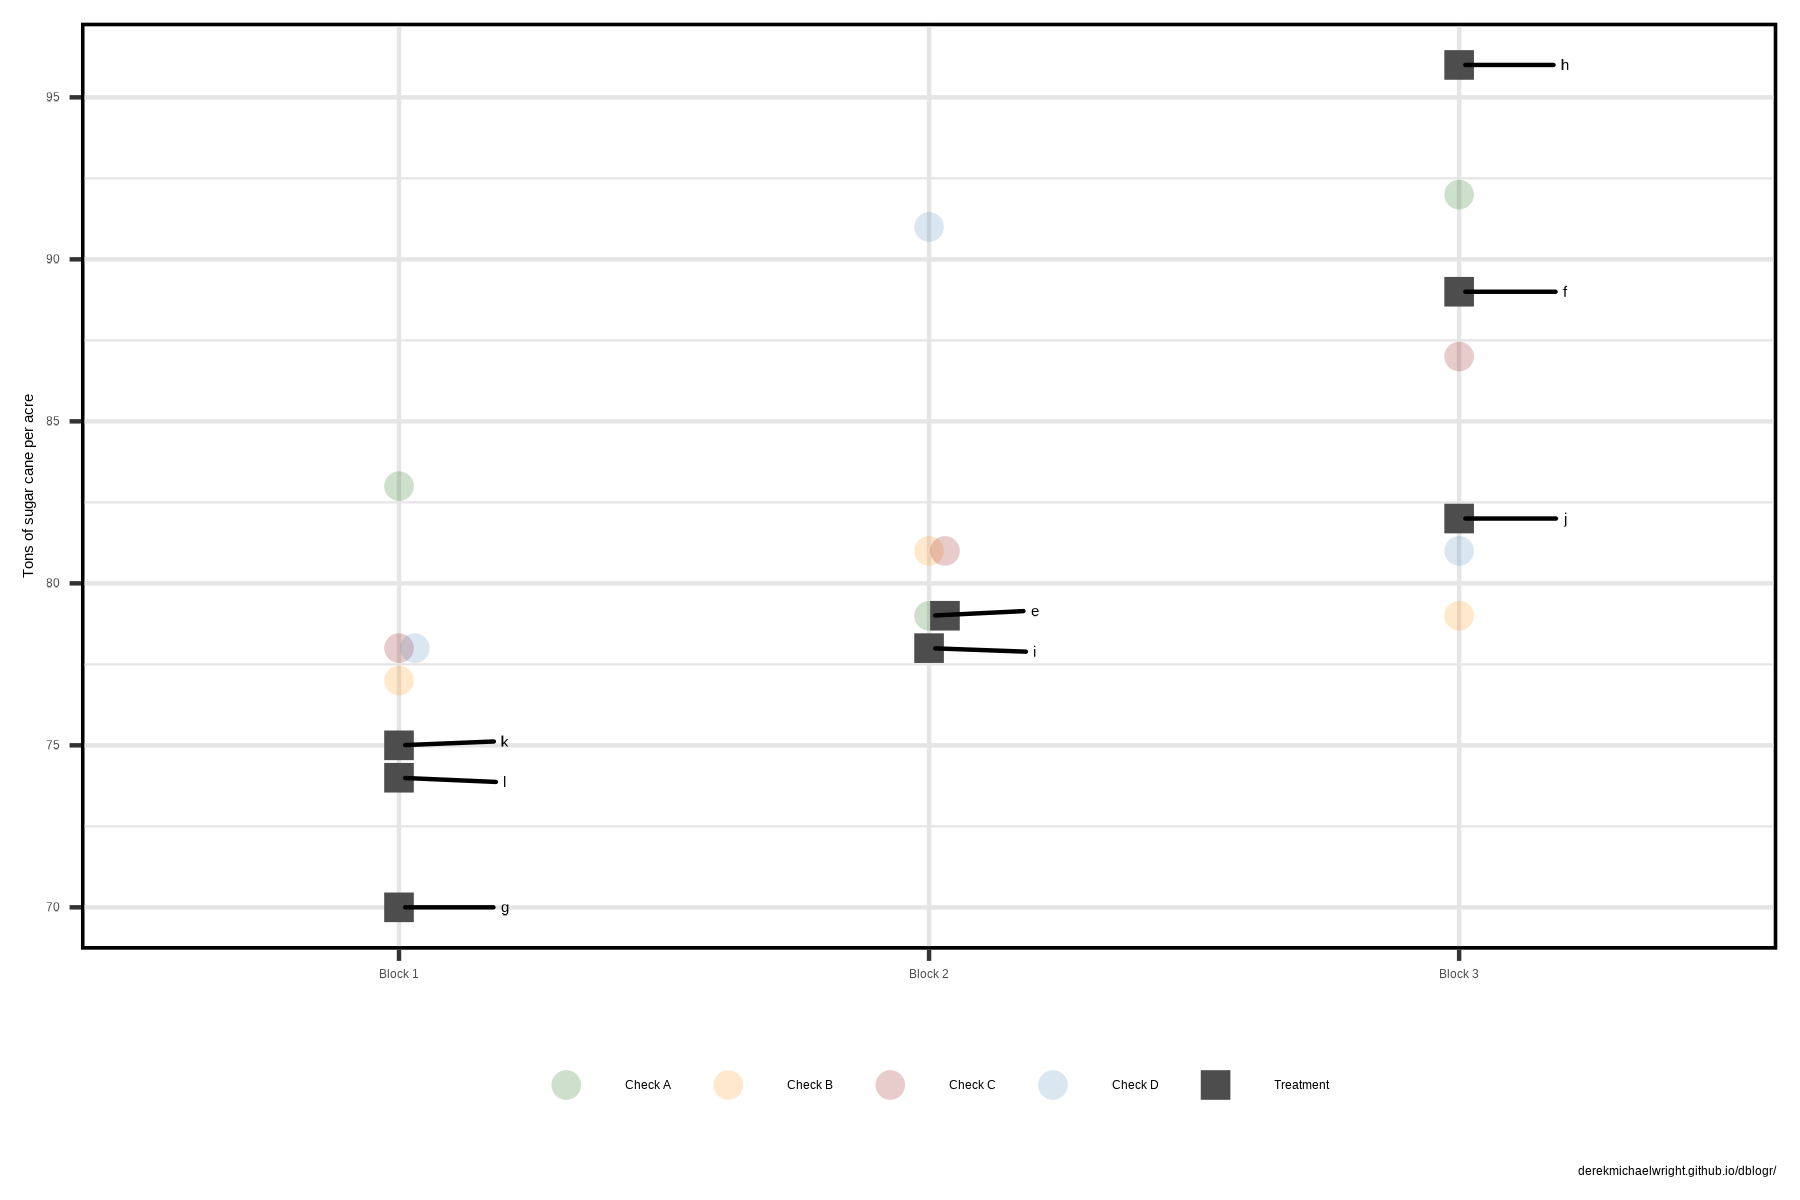 Tons of sugar cane per acre
95
90
85
80
75
70
h
f
j
e
i
k
l
g
Block 1
Block 2
Block 3
Check A
Check B
Check C
Check D
Treatment
derekmichaelwright.github.io/dblogr/